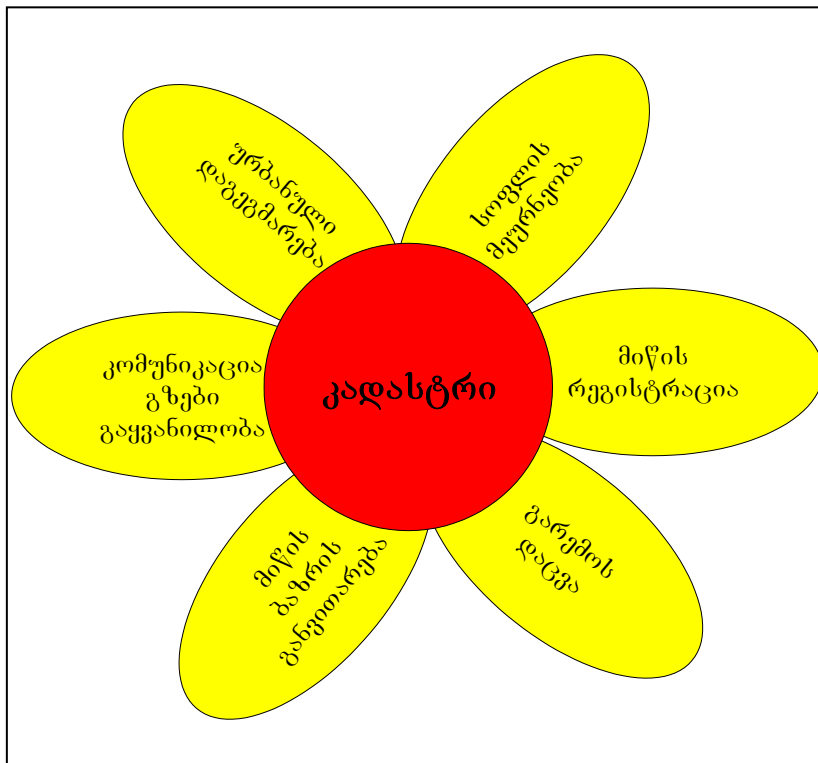 ურბანული
დაგეგმარება
სოფლის
მეურნეობა
კომუნიკაცია
გზები
გაყვანილობა
კადასტრი
მიწის
რეგისტრაცია
მიწის
ბაზრის
განვითარება
გარემოს
დაცვა